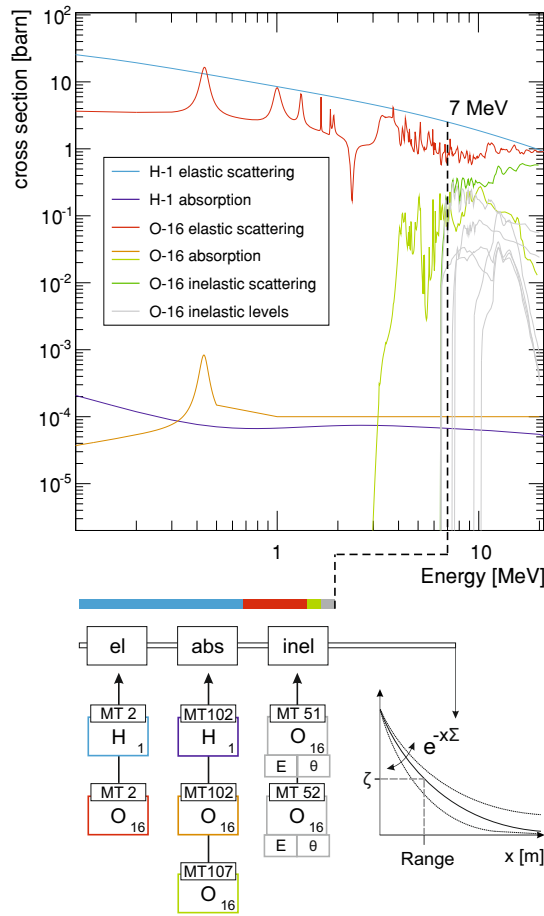 cross section [barn]
10²
10
1
10⁻¹
10⁻²
10⁻³
10⁻⁴
10⁻⁵
7 MeV
H-1 elastic scattering
H-1 absorption
O-16 elastic scattering
O-16 absorption
O-16 inelastic scattering
O-16 inelastic levels
1 10
Energy [MeV]
el abs inel
MT 2 MT102 MT 51
H 1 H 1 O 16
E θ
MT 2 MT102 MT 52
O 16 O 16 O 16
E θ
MT107
O 16
e^-xΣ
ζ
Range x [m]